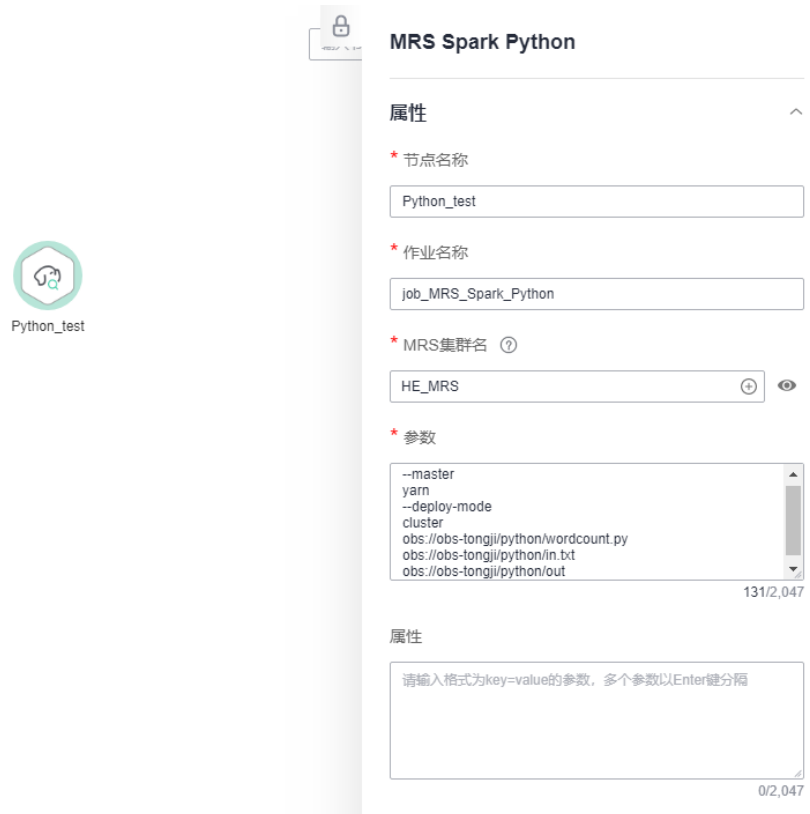 MRS Spark Python
属性
* 节点名称
Python_test
* 作业名称
job_MRS_Spark_Python
* MRS集群名 ?
HE_MRS
* 参数
--master
yarn
--deploy-mode
cluster
obs://obs-tongji/python/wordcount.py
obs://obs-tongji/python/in.txt
obs://obs-tongji/python/out
131/2,047
属性
请输入格式为key=value的参数，多个参数以Enter键分隔
0/2,047
Python_test